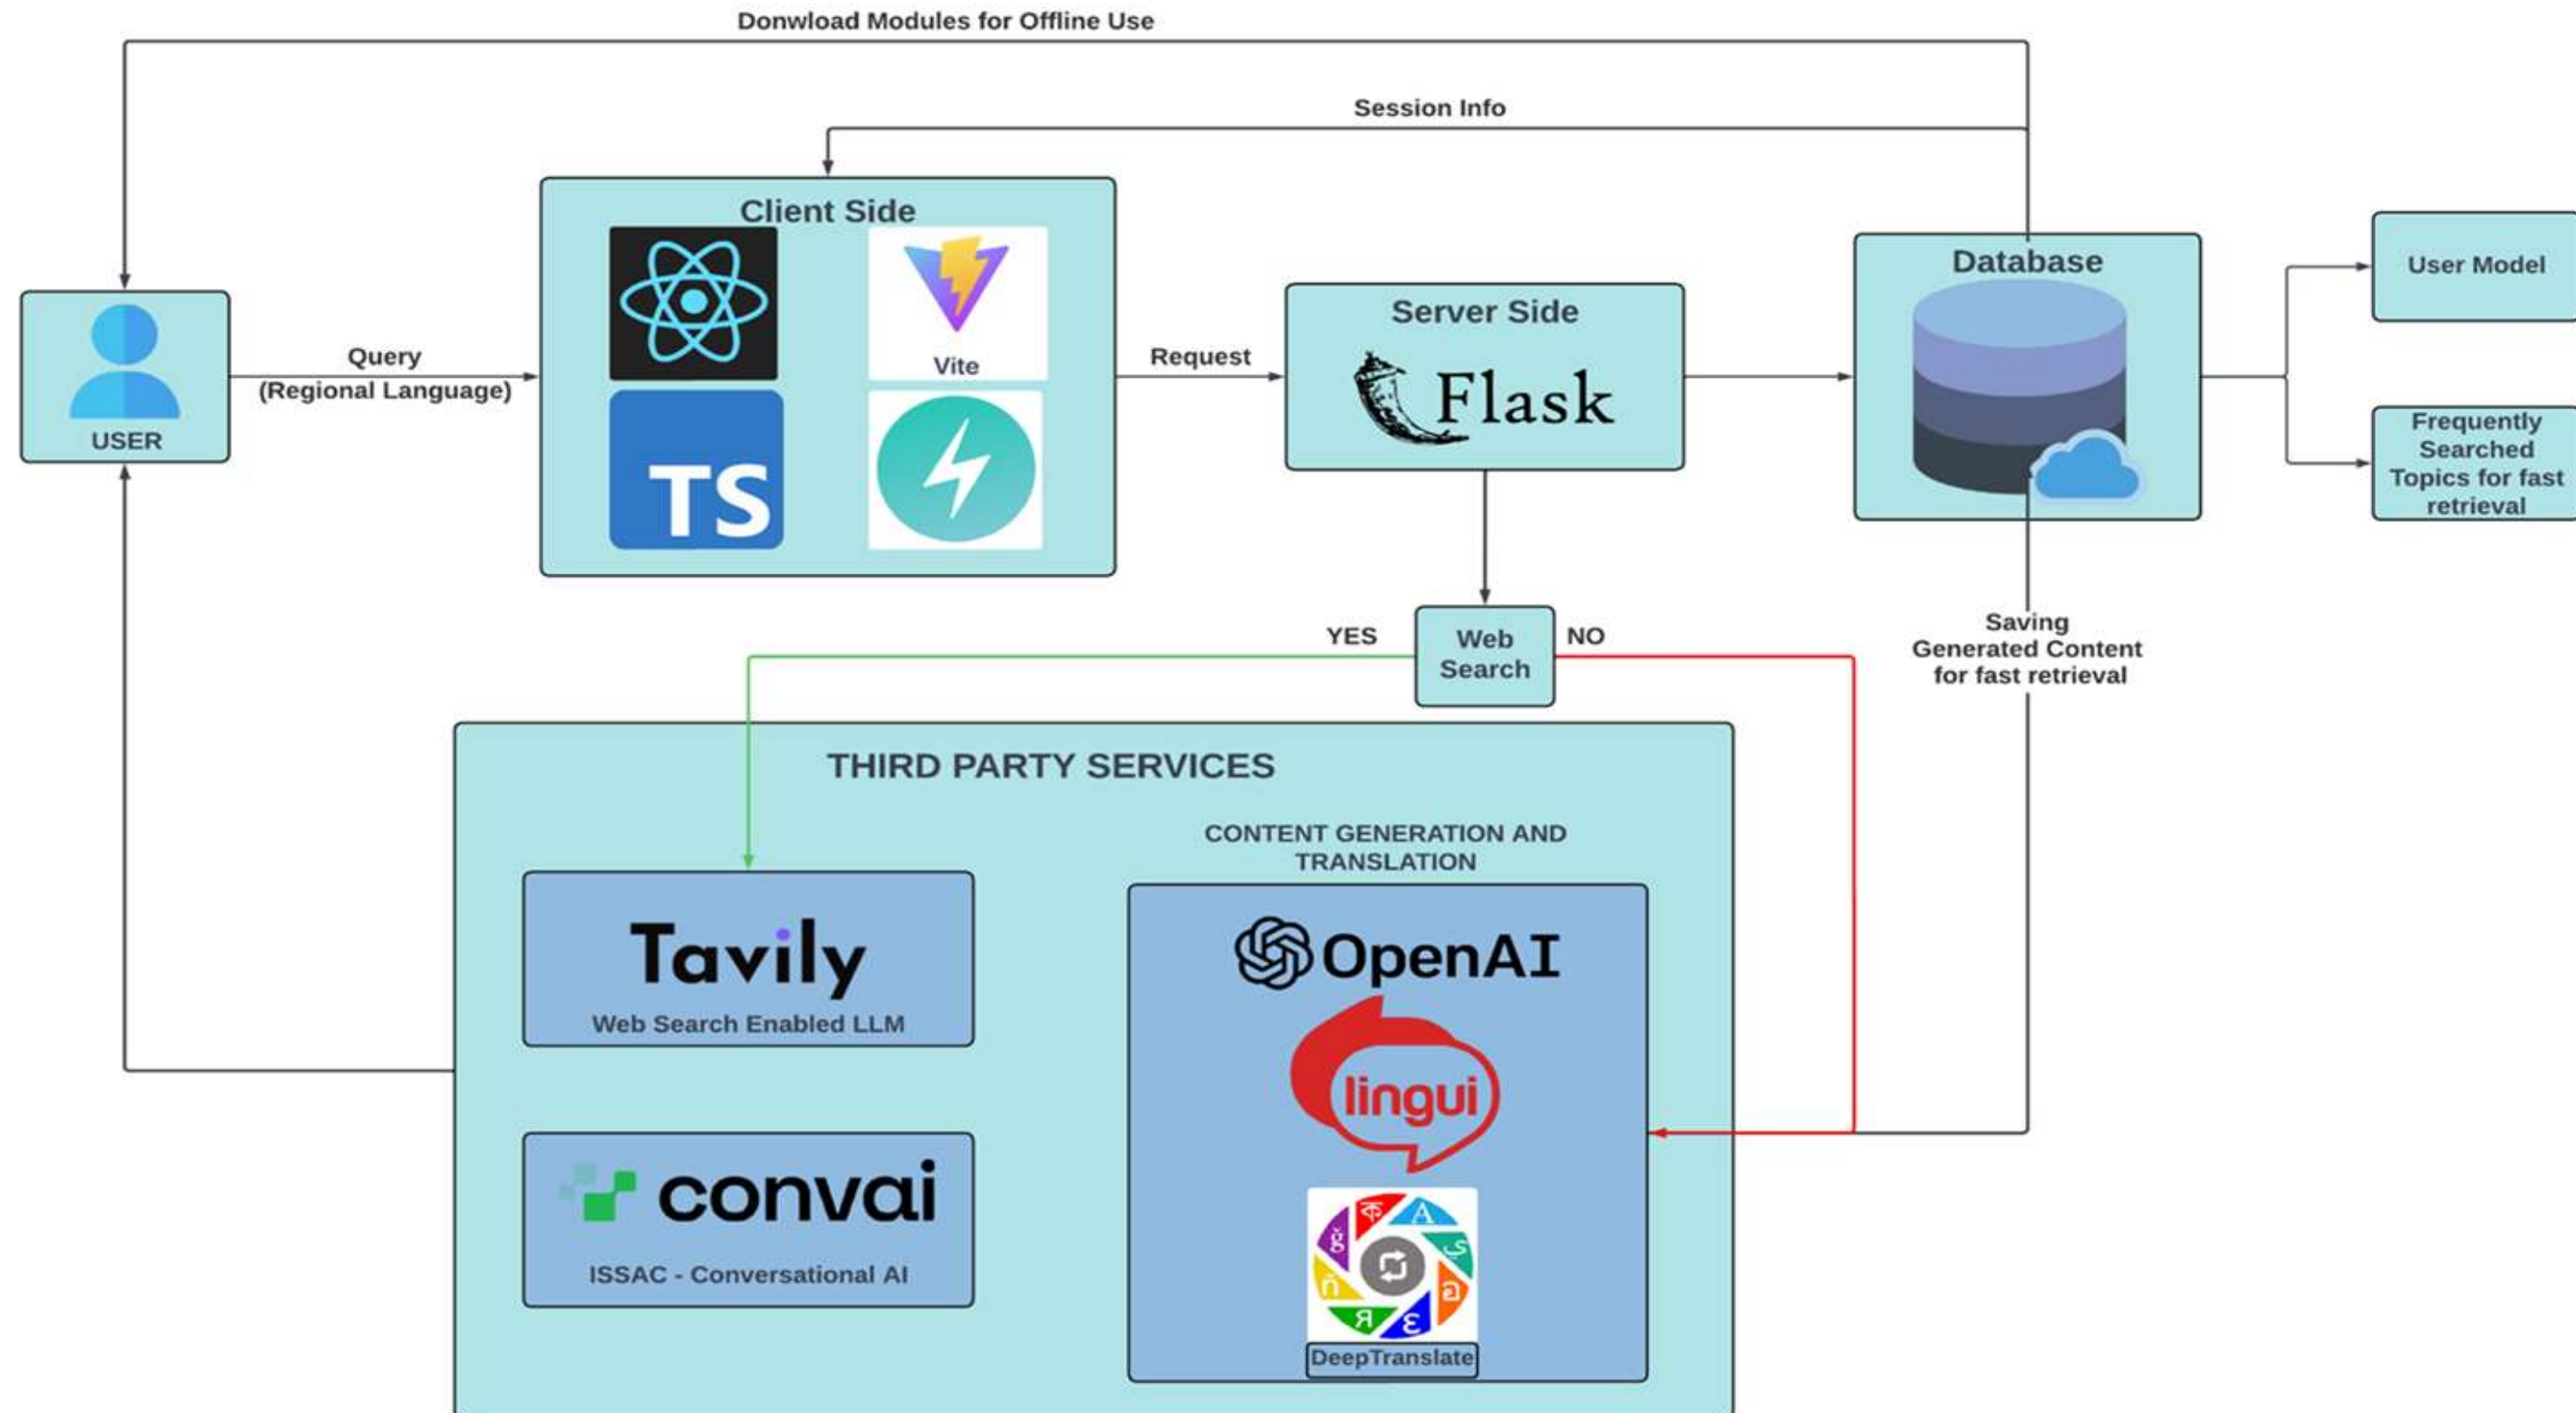 Donwload Modules for Offline Use
Session Info
Client Side
Vite
TS
USER
Query
(Regional Language)
Request
Server Side
Flask
Database
User Model
Frequently
Searched
Topics for fast
retrieval
YES
Web
Search
NO
Saving
Generated Content
for fast retrieval
THIRD PARTY SERVICES
CONTENT GENERATION AND
TRANSLATION
Tavily
Web Search Enabled LLM
convai
ISSAC - Conversational AI
OpenAI
lingui
क A ي อ ε Я ñ ğ
DeepTranslate